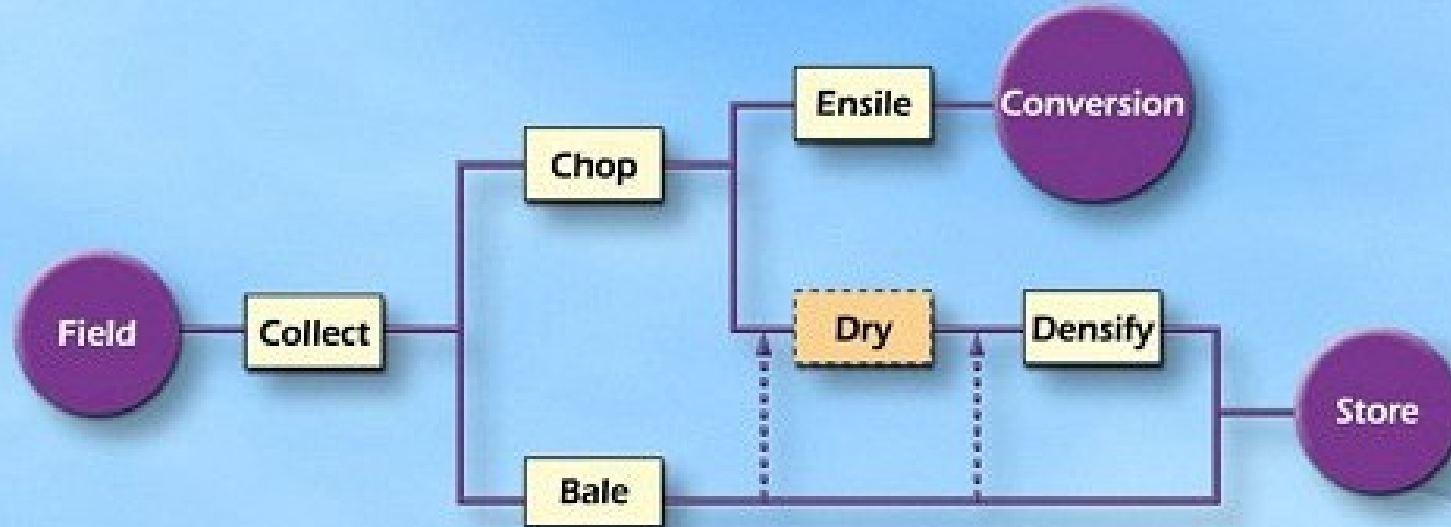 Ensile
Conversion
Chop
Field
Collect
Dry
Densify
Store
Bale